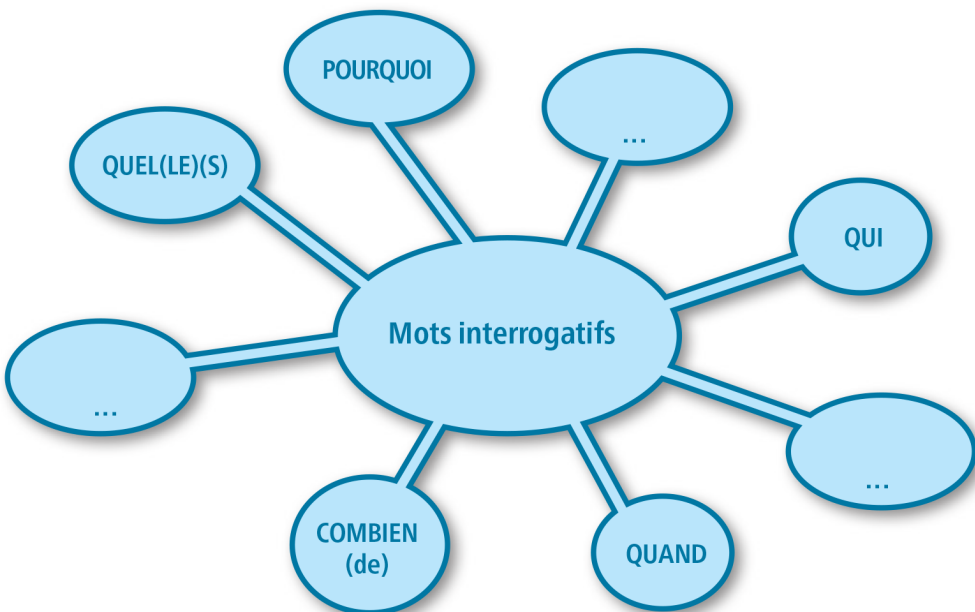 POURQUOI
...
QUEL(LE)(S)
QUI
Mots interrogatifs
...
...
COMBIEN
(de)
QUAND